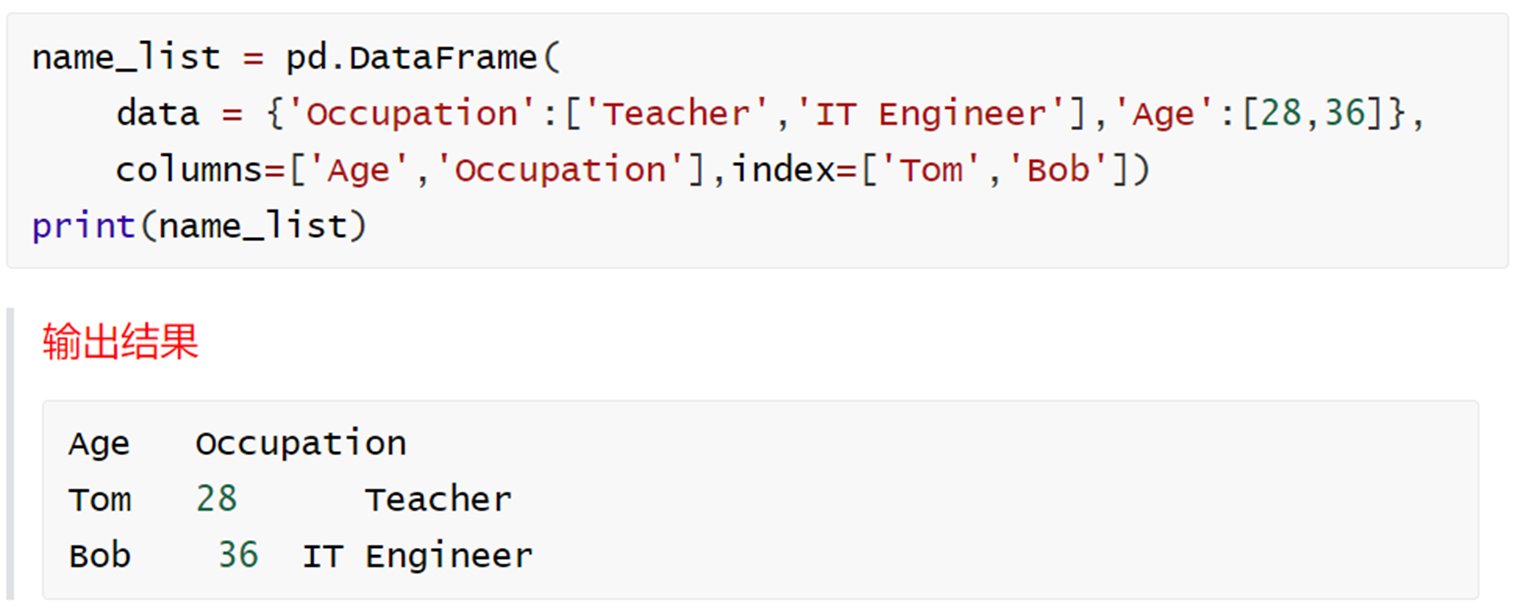 name_list = pd.DataFrame(
    data = {'Occupation':['Teacher','IT Engineer'],'Age':[28,36]},
    columns=['Age','Occupation'],index=['Tom','Bob'])
print(name_list)
输出结果
Age   Occupation
Tom   28      Teacher
Bob    36  IT Engineer